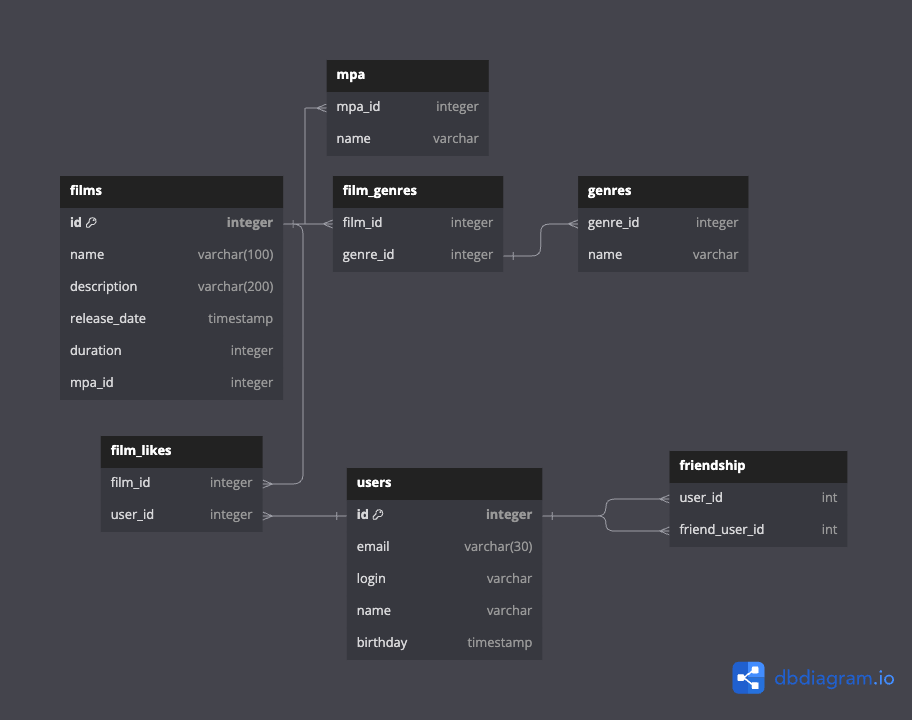 mpa
mpa_id integer
name varchar
films
id integer
name varchar(100)
description varchar(200)
release_date timestamp
duration integer
mpa_id integer
film_genres
film_id integer
genre_id integer
genres
genre_id integer
name varchar
film_likes
film_id integer
user_id integer
users
id integer
email varchar(30)
login varchar
name varchar
birthday timestamp
friendship
user_id int
friend_user_id int
dbdiagram.io